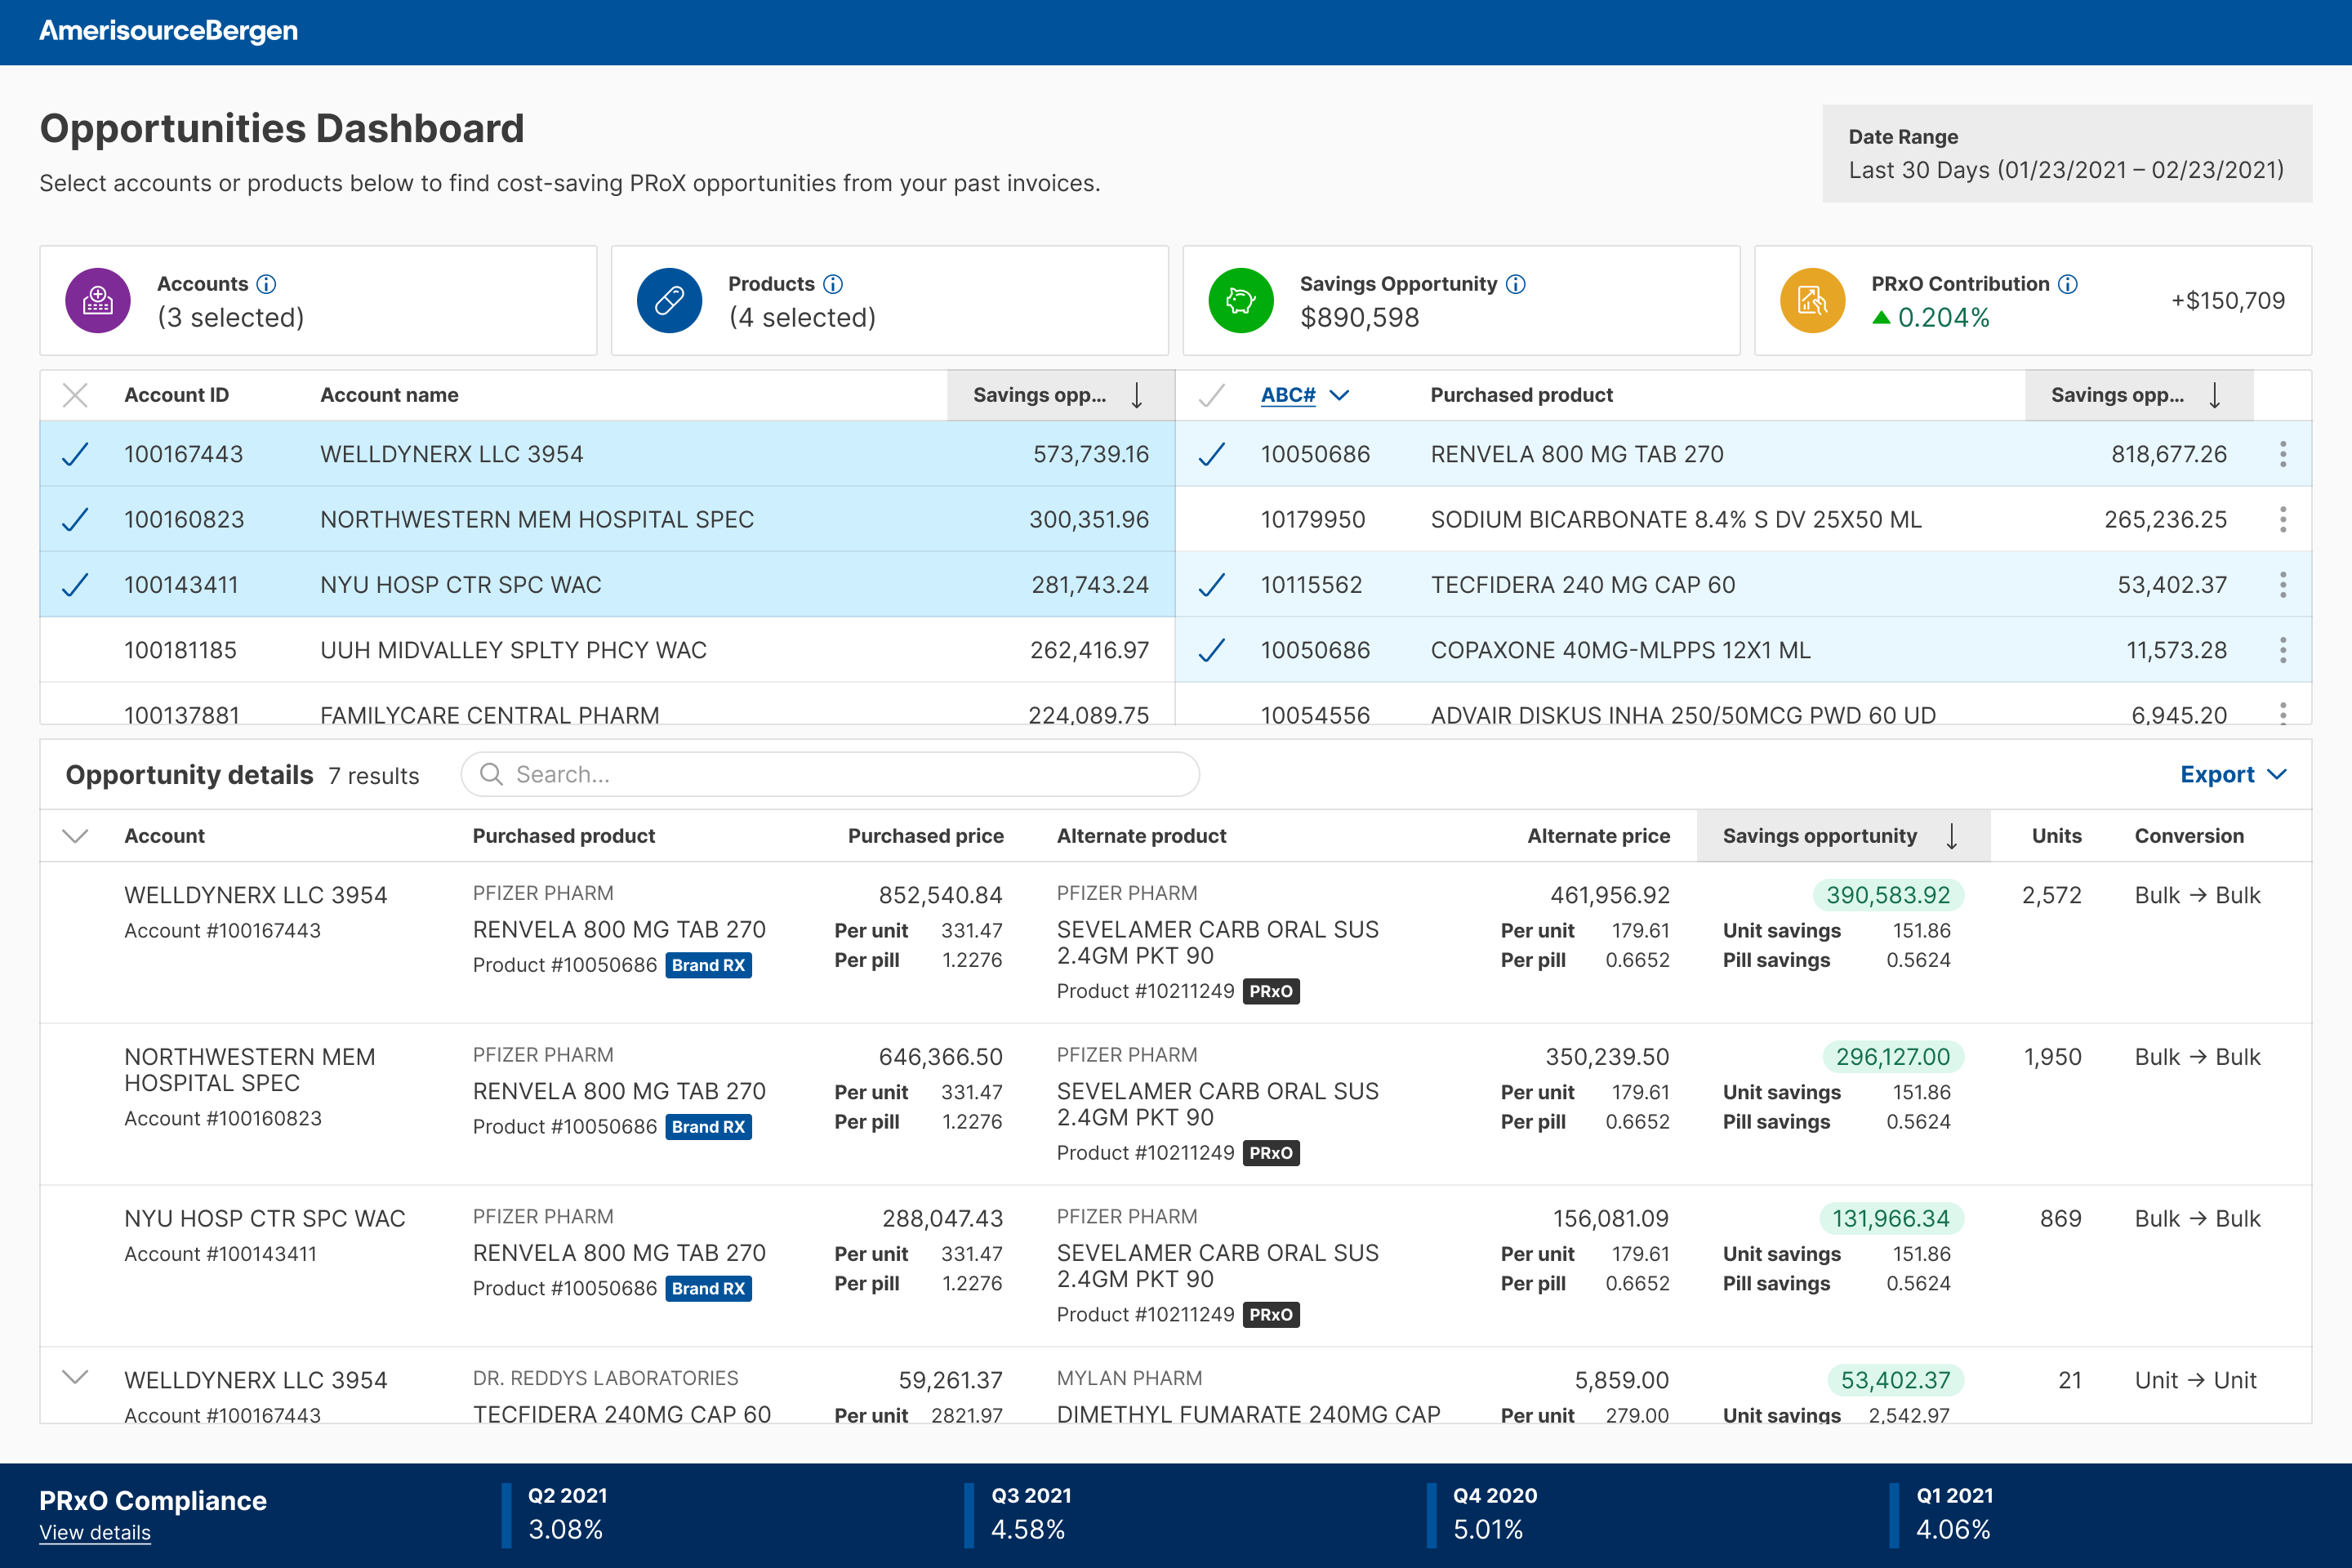 AmerisourceBergen
Opportunities Dashboard
Select accounts or products below to find cost-saving PRoX opportunities from your past invoices.
Date Range
Last 30 Days (01/23/2021 – 02/23/2021)
Accounts
(3 selected)
Products
(4 selected)
Savings Opportunity
$890,598
PRxO Contribution
0.204%
+$150,709
Account ID Account name Savings opp... ABC# Purchased product Savings opp...
100167443 WELLDYNERX LLC 3954 573,739.16 10050686 RENVELA 800 MG TAB 270 818,677.26
100160823 NORTHWESTERN MEM HOSPITAL SPEC 300,351.96 10179950 SODIUM BICARBONATE 8.4% S DV 25X50 ML 265,236.25
100143411 NYU HOSP CTR SPC WAC 281,743.24 10115562 TECFIDERA 240 MG CAP 60 53,402.37
100181185 UUH MIDVALLEY SPLTY PHCY WAC 262,416.97 10050686 COPAXONE 40MG-MLPPS 12X1 ML 11,573.28
100137881 FAMILYCARE CENTRAL PHARM 224,089.75 10054556 ADVAIR DISKUS INHA 250/50MCG PWD 60 UD 6,945.20
Opportunity details 7 results Search... Export
Account Purchased product Purchased price Alternate product Alternate price Savings opportunity Units Conversion
WELLDYNERX LLC 3954 PFIZER PHARM 852,540.84 PFIZER PHARM 461,956.92 390,583.92 2,572 Bulk → Bulk
Account #100167443 RENVELA 800 MG TAB 270 Per unit 331.47 SEVELAMER CARB ORAL SUS Per unit 179.61 Unit savings 151.86
Product #10050686 Brand RX Per pill 1.2276 2.4GM PKT 90 Per pill 0.6652 Pill savings 0.5624
Product #10211249 PRxO
NORTHWESTERN MEM PFIZER PHARM 646,366.50 PFIZER PHARM 350,239.50 296,127.00 1,950 Bulk → Bulk
HOSPITAL SPEC RENVELA 800 MG TAB 270 Per unit 331.47 SEVELAMER CARB ORAL SUS Per unit 179.61 Unit savings 151.86
Account #100160823 Product #10050686 Brand RX Per pill 1.2276 2.4GM PKT 90 Per pill 0.6652 Pill savings 0.5624
Product #10211249 PRxO
NYU HOSP CTR SPC WAC PFIZER PHARM 288,047.43 PFIZER PHARM 156,081.09 131,966.34 869 Bulk → Bulk
Account #100143411 RENVELA 800 MG TAB 270 Per unit 331.47 SEVELAMER CARB ORAL SUS Per unit 179.61 Unit savings 151.86
Product #10050686 Brand RX Per pill 1.2276 2.4GM PKT 90 Per pill 0.6652 Pill savings 0.5624
Product #10211249 PRxO
WELLDYNERX LLC 3954 DR. REDDYS LABORATORIES 59,261.37 MYLAN PHARM 5,859.00 53,402.37 21 Unit → Unit
Account #100167443 TECFIDERA 240MG CAP 60 Per unit 2821.97 DIMETHYL FUMARATE 240MG CAP Per unit 279.00 Unit savings 2,542.97
PRxO Compliance
View details
Q2 2021
3.08%
Q3 2021
4.58%
Q4 2020
5.01%
Q1 2021
4.06%